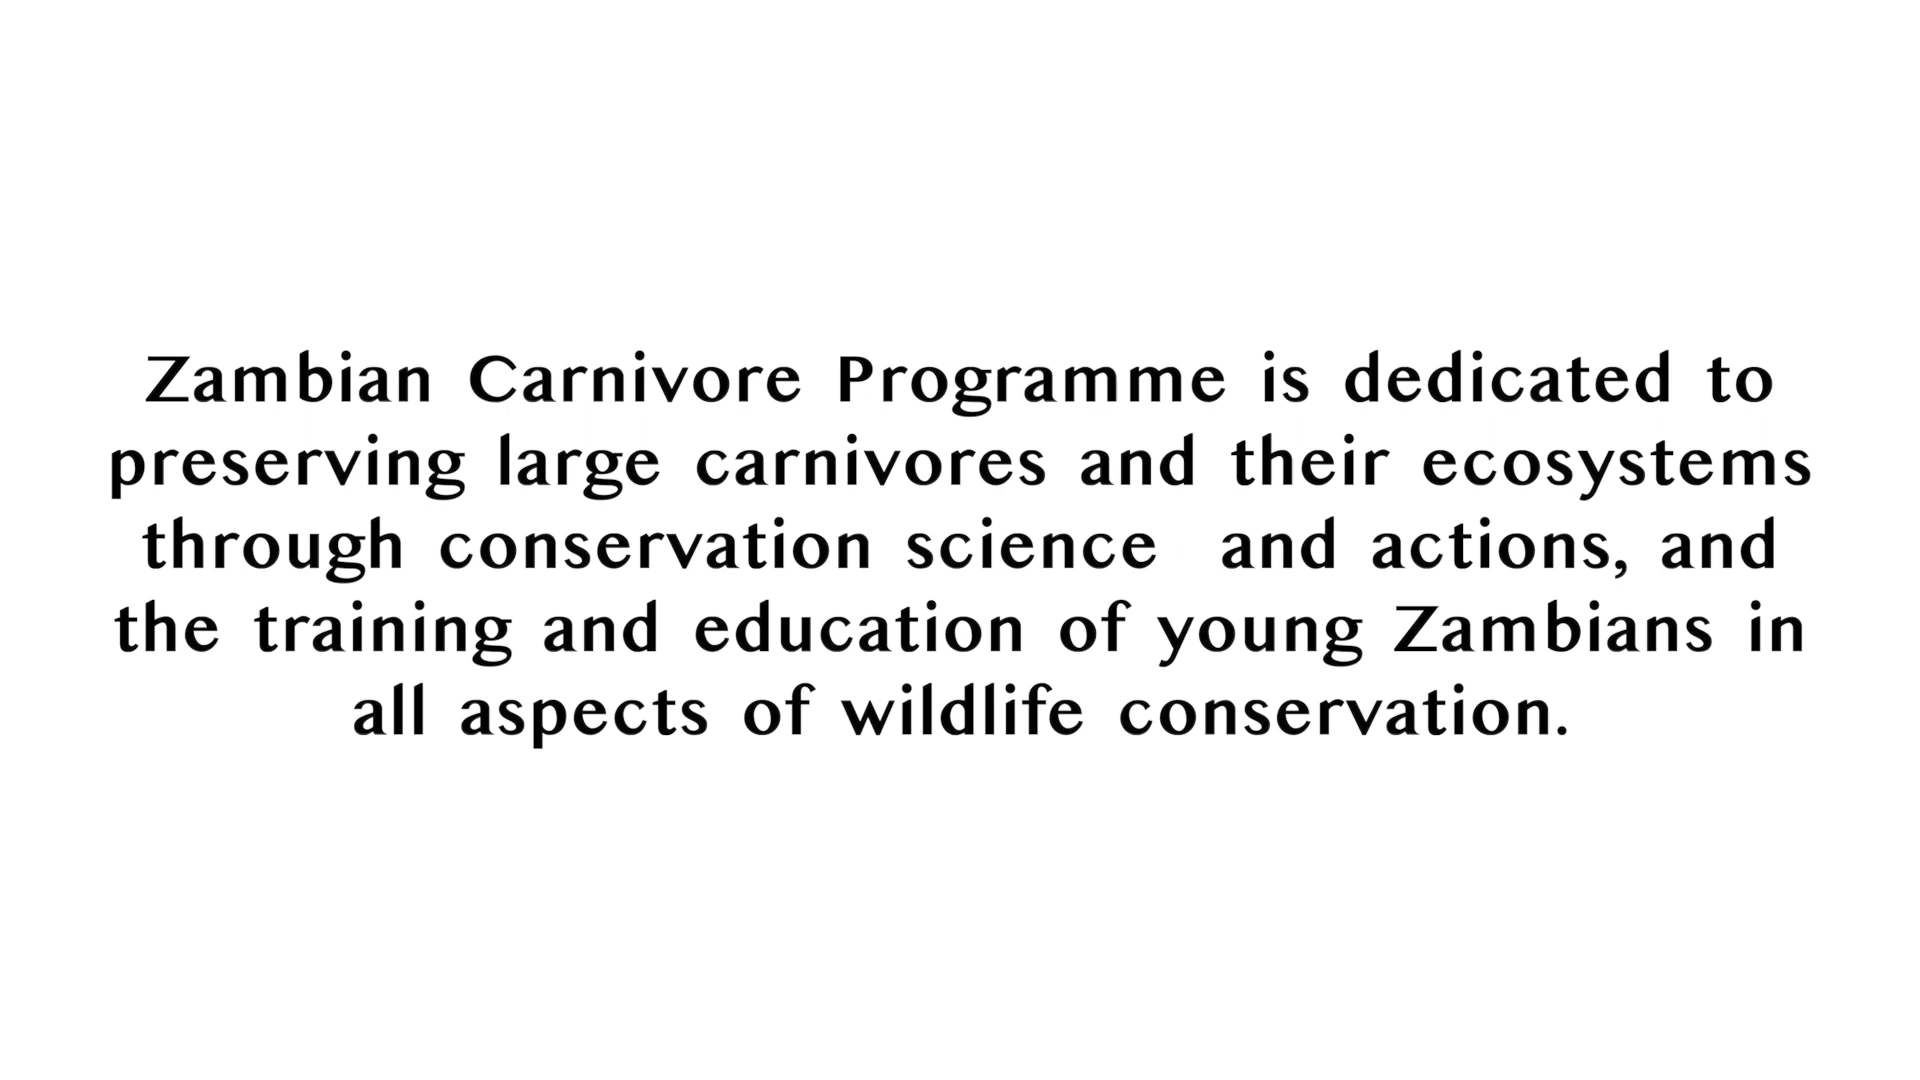 Zambian Carnivore Programme is dedicated to
preserving large carnivores and their ecosystems
through conservation science  and actions, and
the training and education of young Zambians in
all aspects of wildlife conservation.